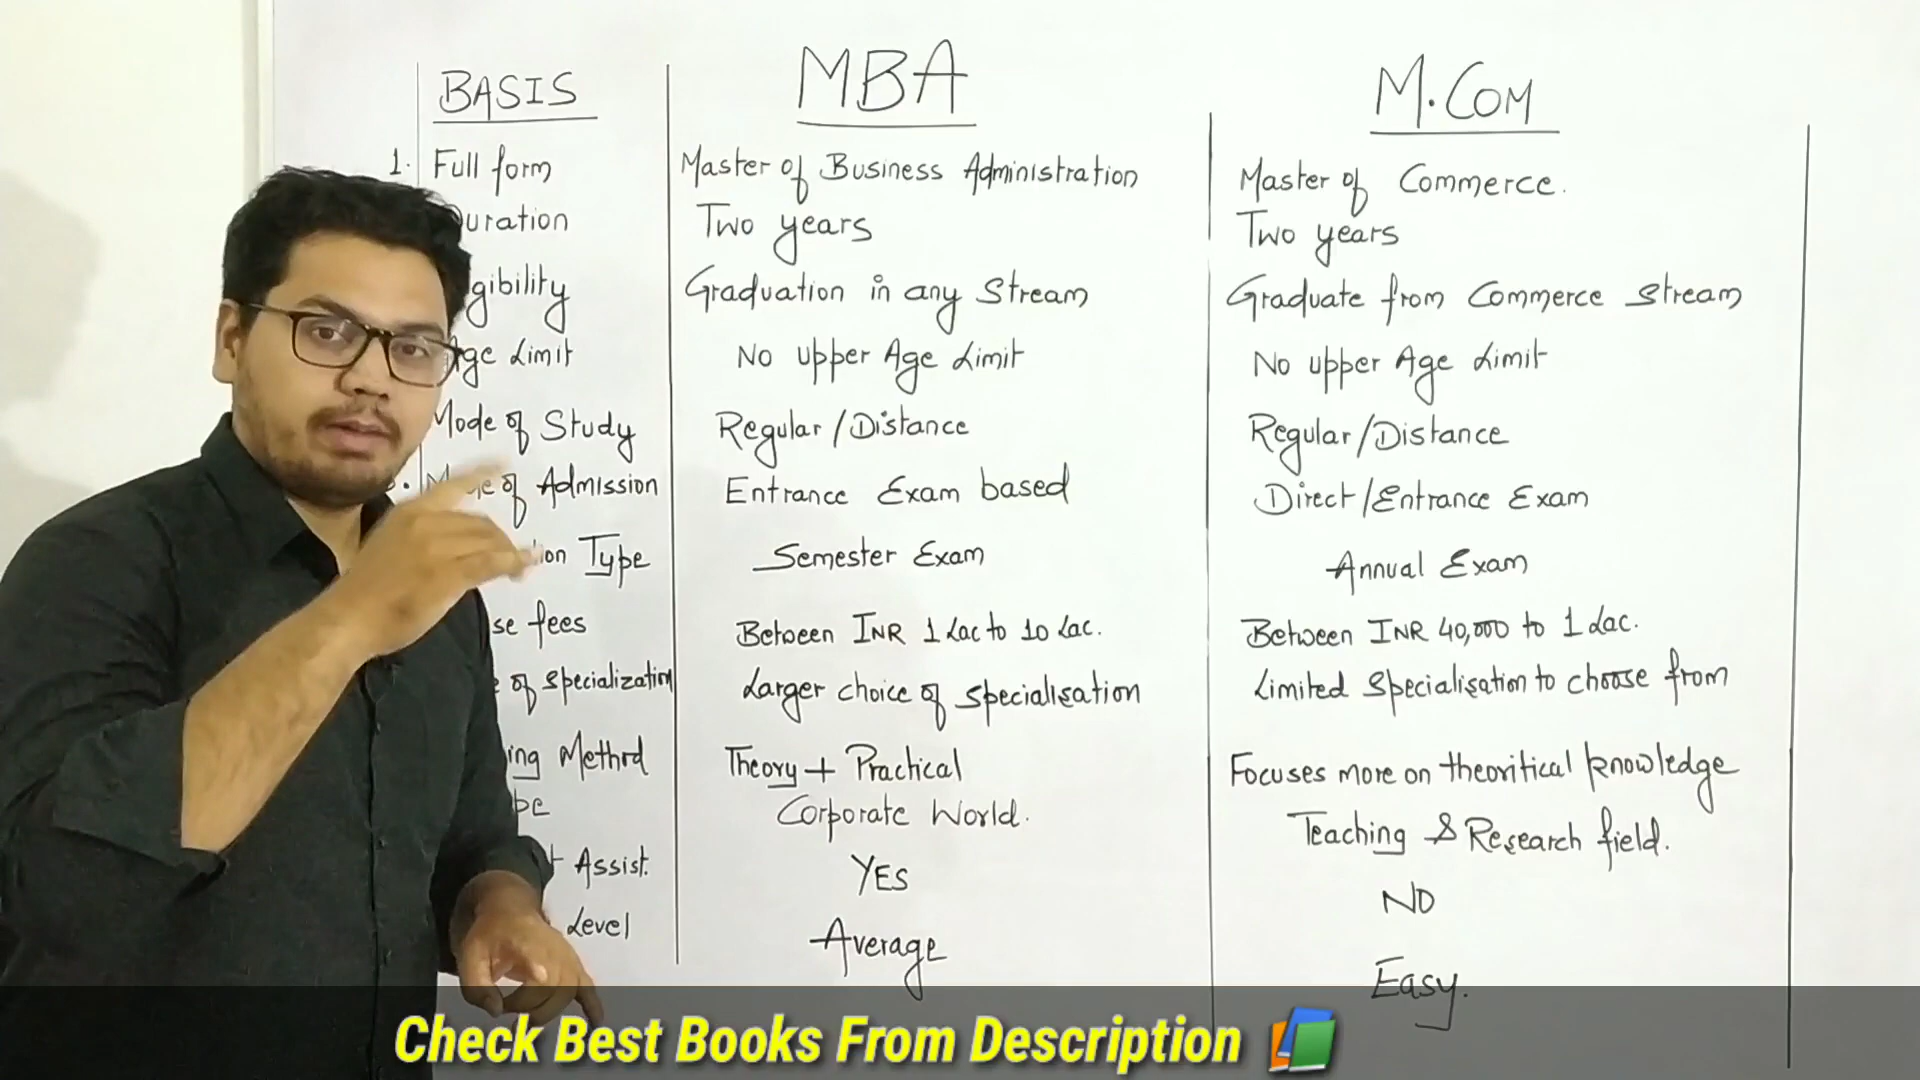 BASIS MBA M.COM
1. Full form Master of Business Administration Master of Commerce.
Duration Two years Two years
gibility Graduation in any Stream Graduate from Commerce Stream
Age Limit No upper Age Limit No upper Age Limit
Mode of Study Regular/Distance Regular/Distance
of Admission Entrance Exam based Direct/Entrance Exam
ion Type Semester Exam Annual Exam
se fees Between INR 1 Lac to 10 Lac. Between INR 40,000 to 1 Lac.
of Specialization Larger choice of Specialisation Limited Specialisation to choose from
ing Method Theory + Practical Focuses more on theoritical knowledge
pe Corporate World. Teaching & Research field.
t Assist. YES NO
Level Average Easy.
Check Best Books From Description